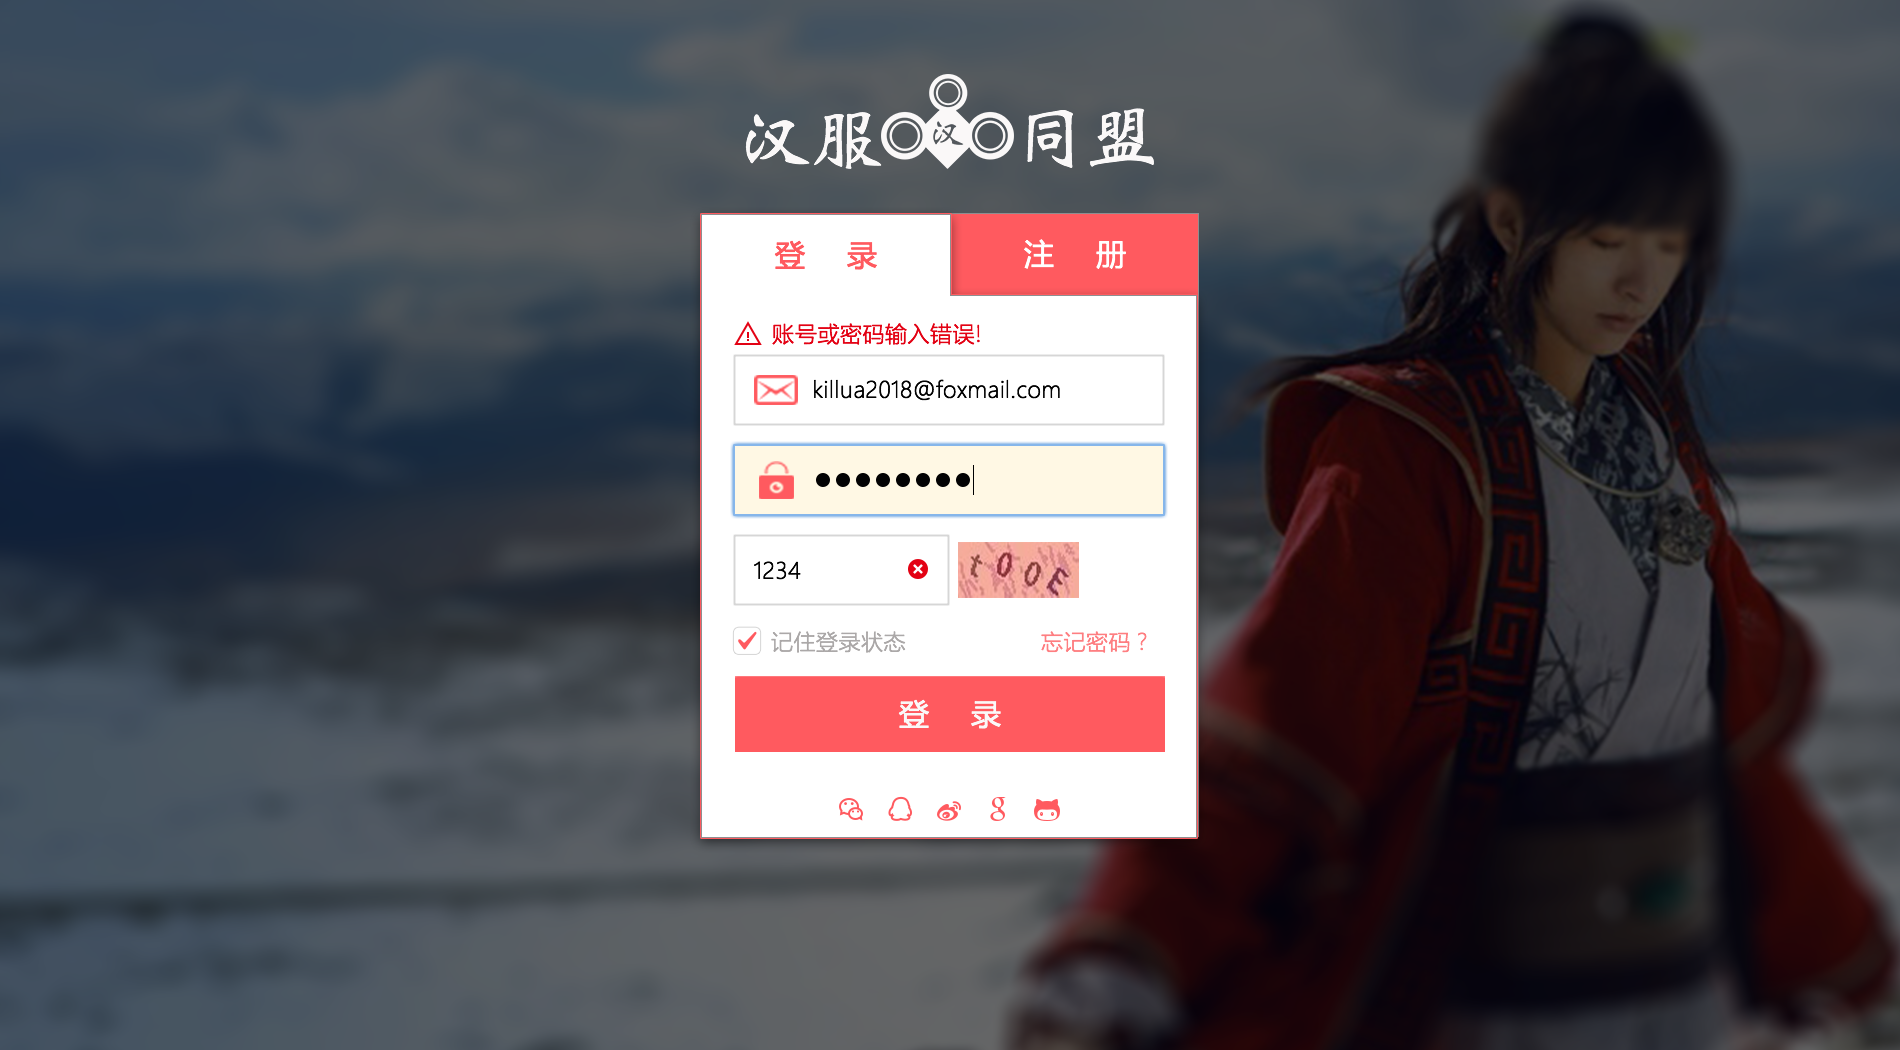 汉服 汉 同盟
登 录
注 册
账号或密码输入错误!
killua2018@foxmail.com
●●●●●●●●
1234
tOOE
记住登录状态
忘记密码？
登 录